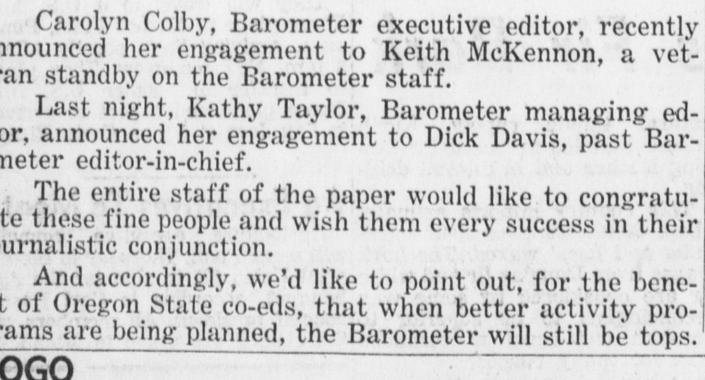 Carolyn Colby, Barometer executive editor, recently
nnounced her engagement to Keith McKennon, a vet-
ran standby on the Barometer staff.
Last night, Kathy Taylor, Barometer managing ed-
or, announced her engagement to Dick Davis, past Bar-
meter editor-in-chief.
The entire staff of the paper would like to congratu-
te these fine people and wish them every success in their
urnalistic conjunction.
And accordingly, we'd like to point out, for the bene-
t of Oregon State co-eds, that when better activity pro-
rams are being planned, the Barometer will still be tops.
OGO